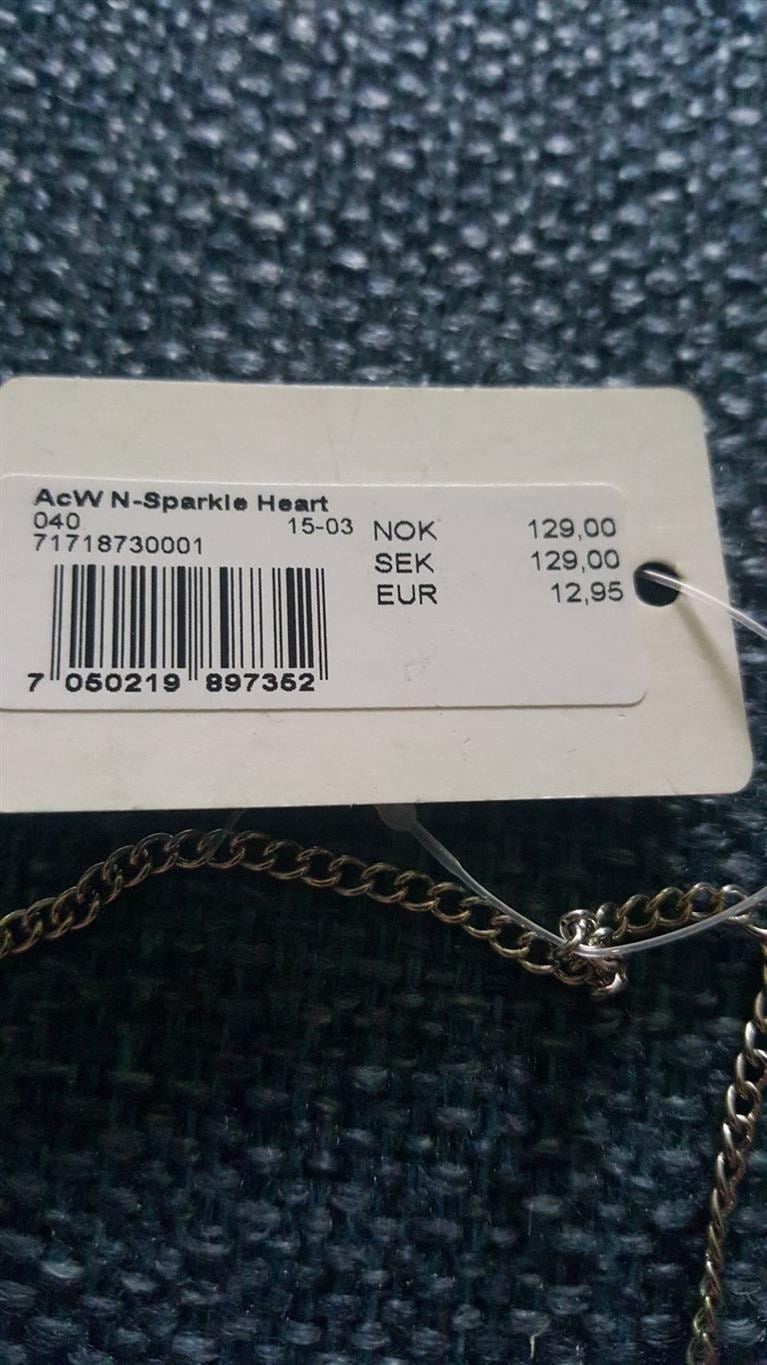 AcW N-Sparkle Heart
040 15-03
71718730001
NOK 129,00
SEK 129,00
EUR 12,95
7 050219 897352